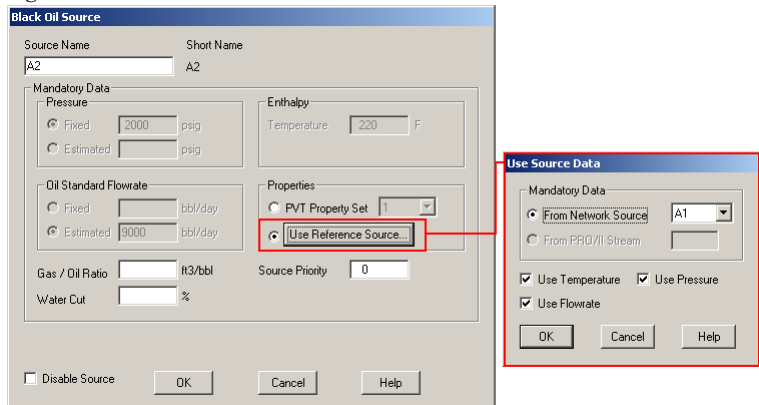 Black Oil Source
Source Name Short Name
A2 A2
Mandatory Data
Pressure
Fixed 2000 psig
Estimated psig
Enthalpy
Temperature 220 F
Oil Standard Flowrate
Fixed bbl/day
Estimated 9000 bbl/day
Properties
PVT Property Set 1
Use Reference Source...
Gas / Oil Ratio ft3/bbl
Source Priority 0
Water Cut %
Disable Source OK Cancel Help
Use Source Data
Mandatory Data
From Network Source A1
From PRO/II Stream
Use Temperature Use Pressure
Use Flowrate
OK Cancel Help